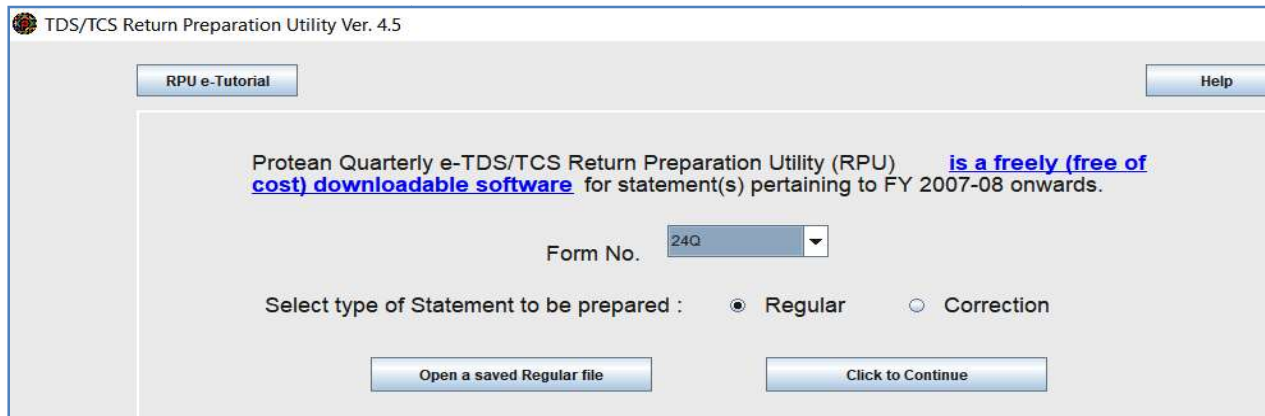 TDS/TCS Return Preparation Utility Ver. 4.5
RPU e-Tutorial
Help
Protean Quarterly e-TDS/TCS Return Preparation Utility (RPU) is a freely (free of
cost) downloadable software for statement(s) pertaining to FY 2007-08 onwards.
Form No. 24Q
Select type of Statement to be prepared : Regular Correction
Open a saved Regular file Click to Continue